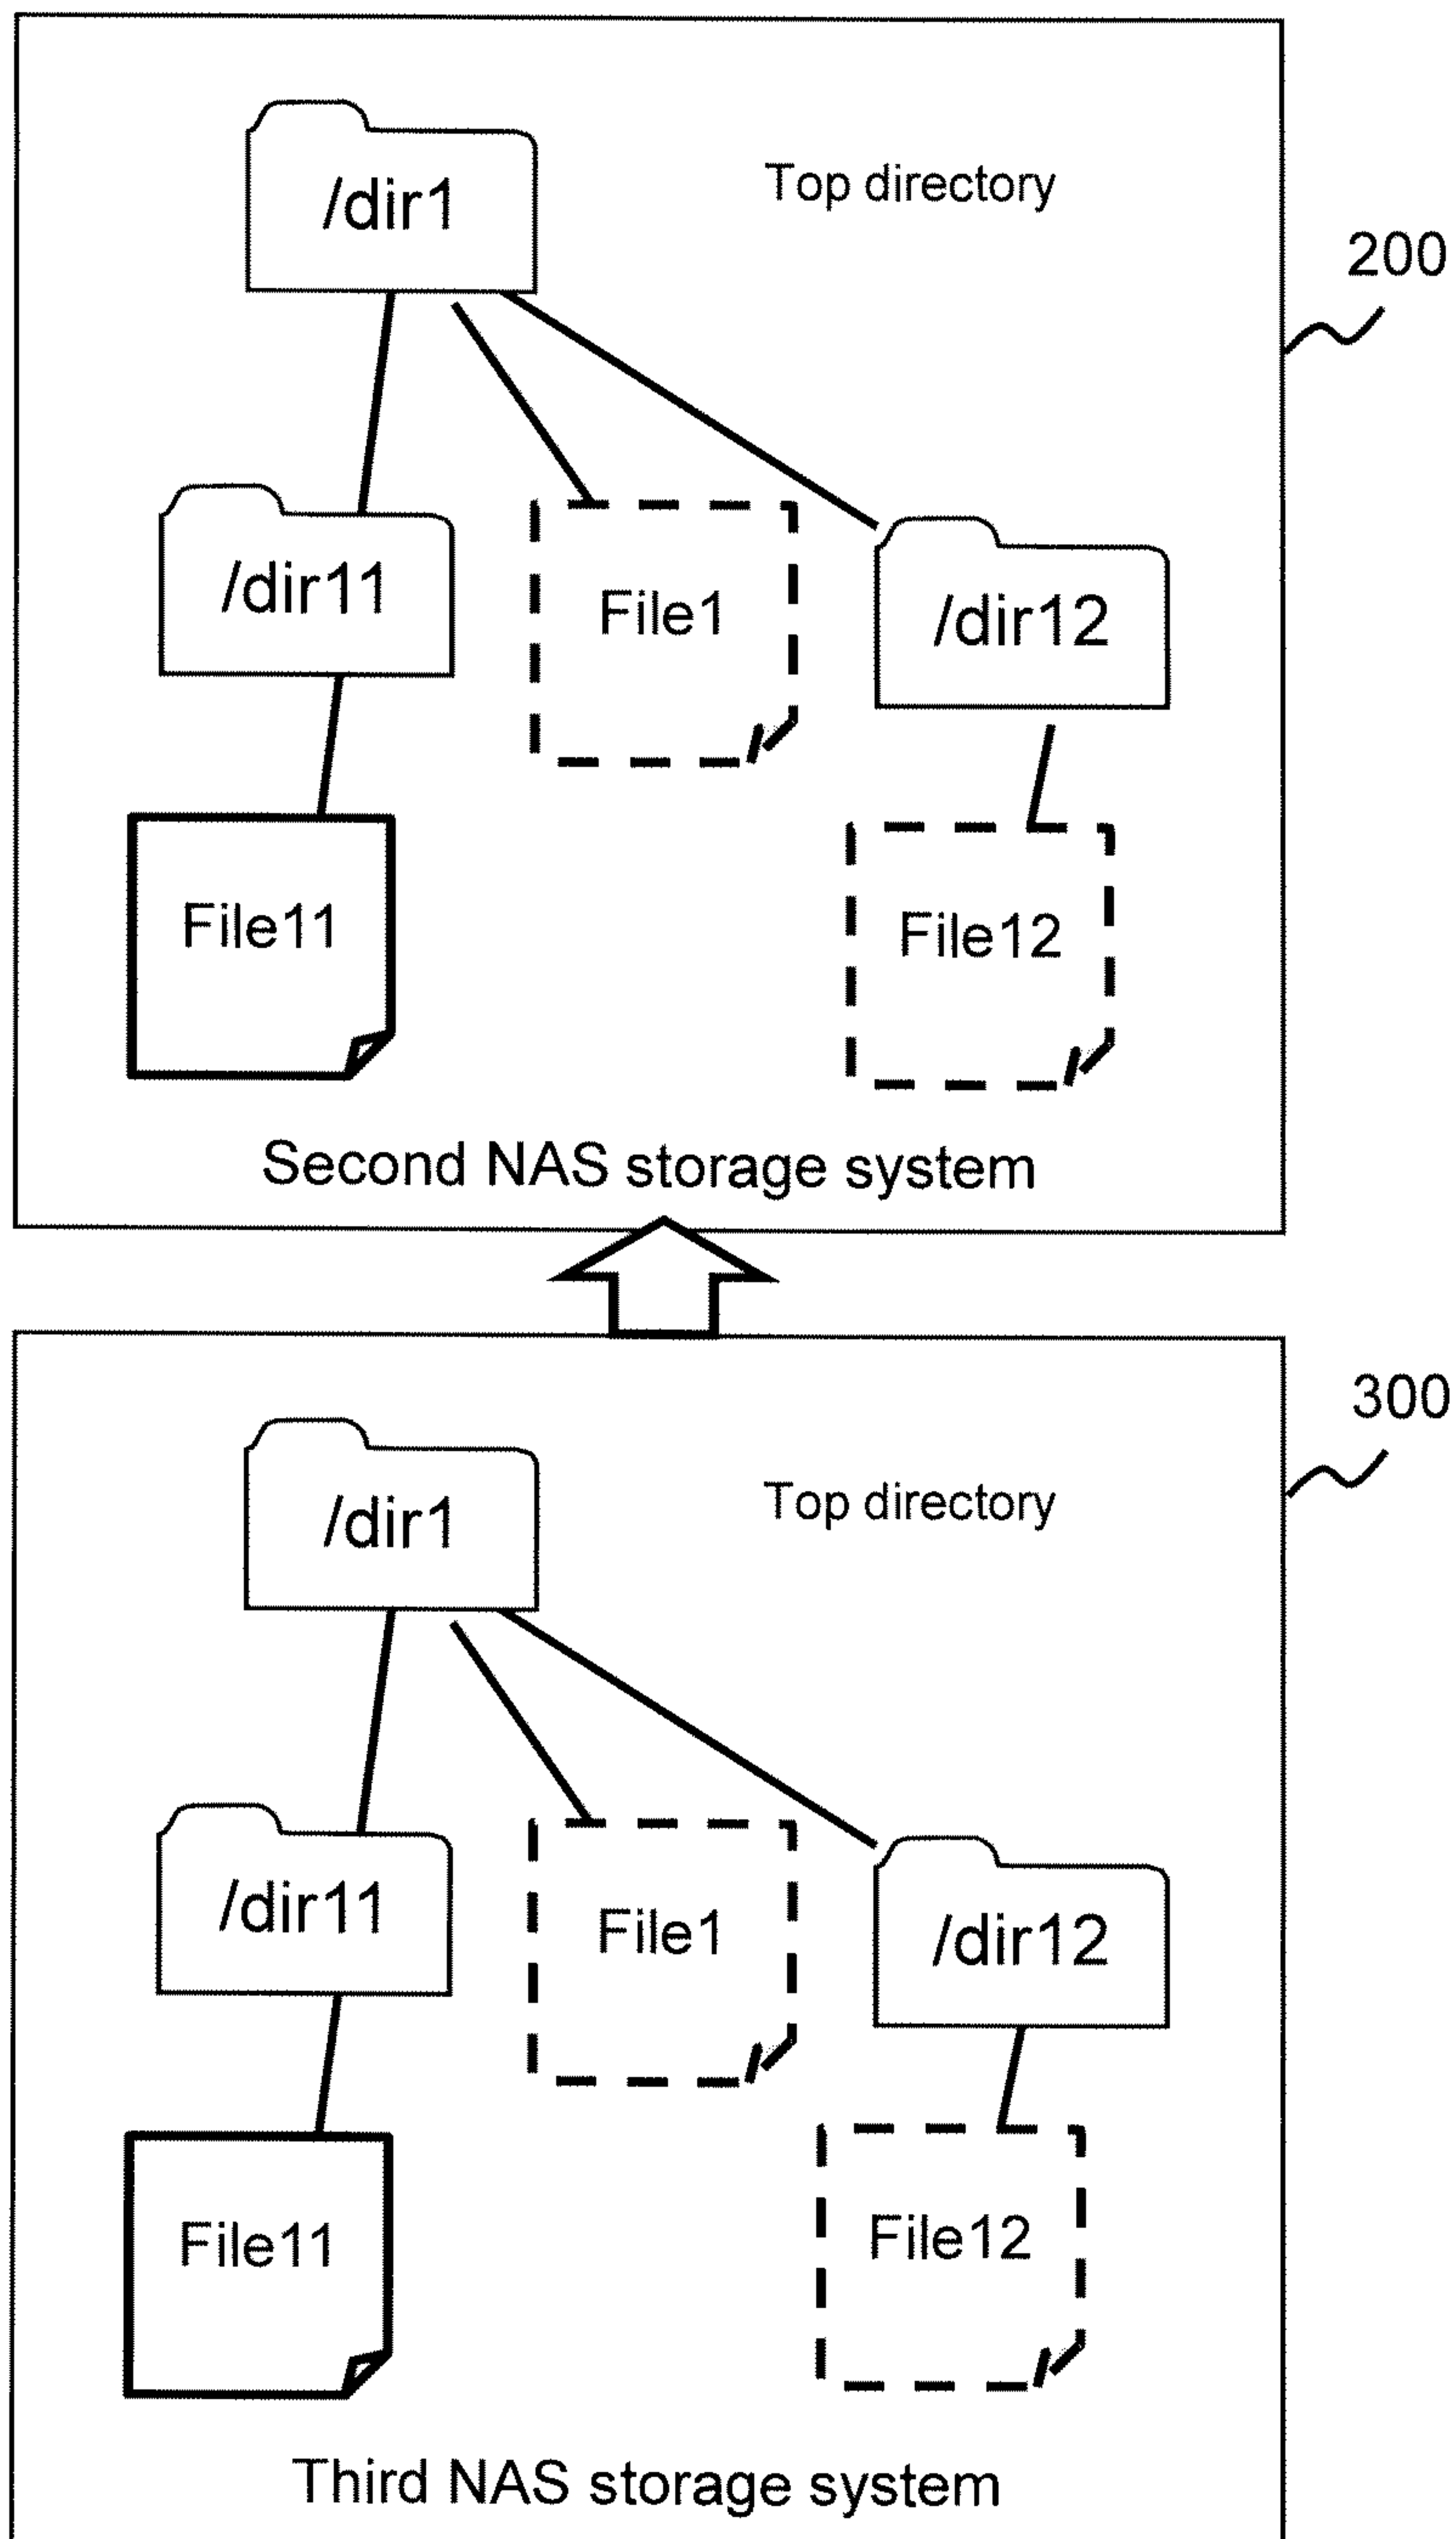 /dir1
Top directory
200
/dir11
File1
/dir12
File11
File12
Second NAS storage system
300
/dir1
Top directory
/dir11
File1
/dir12
File11
File12
Third NAS storage system